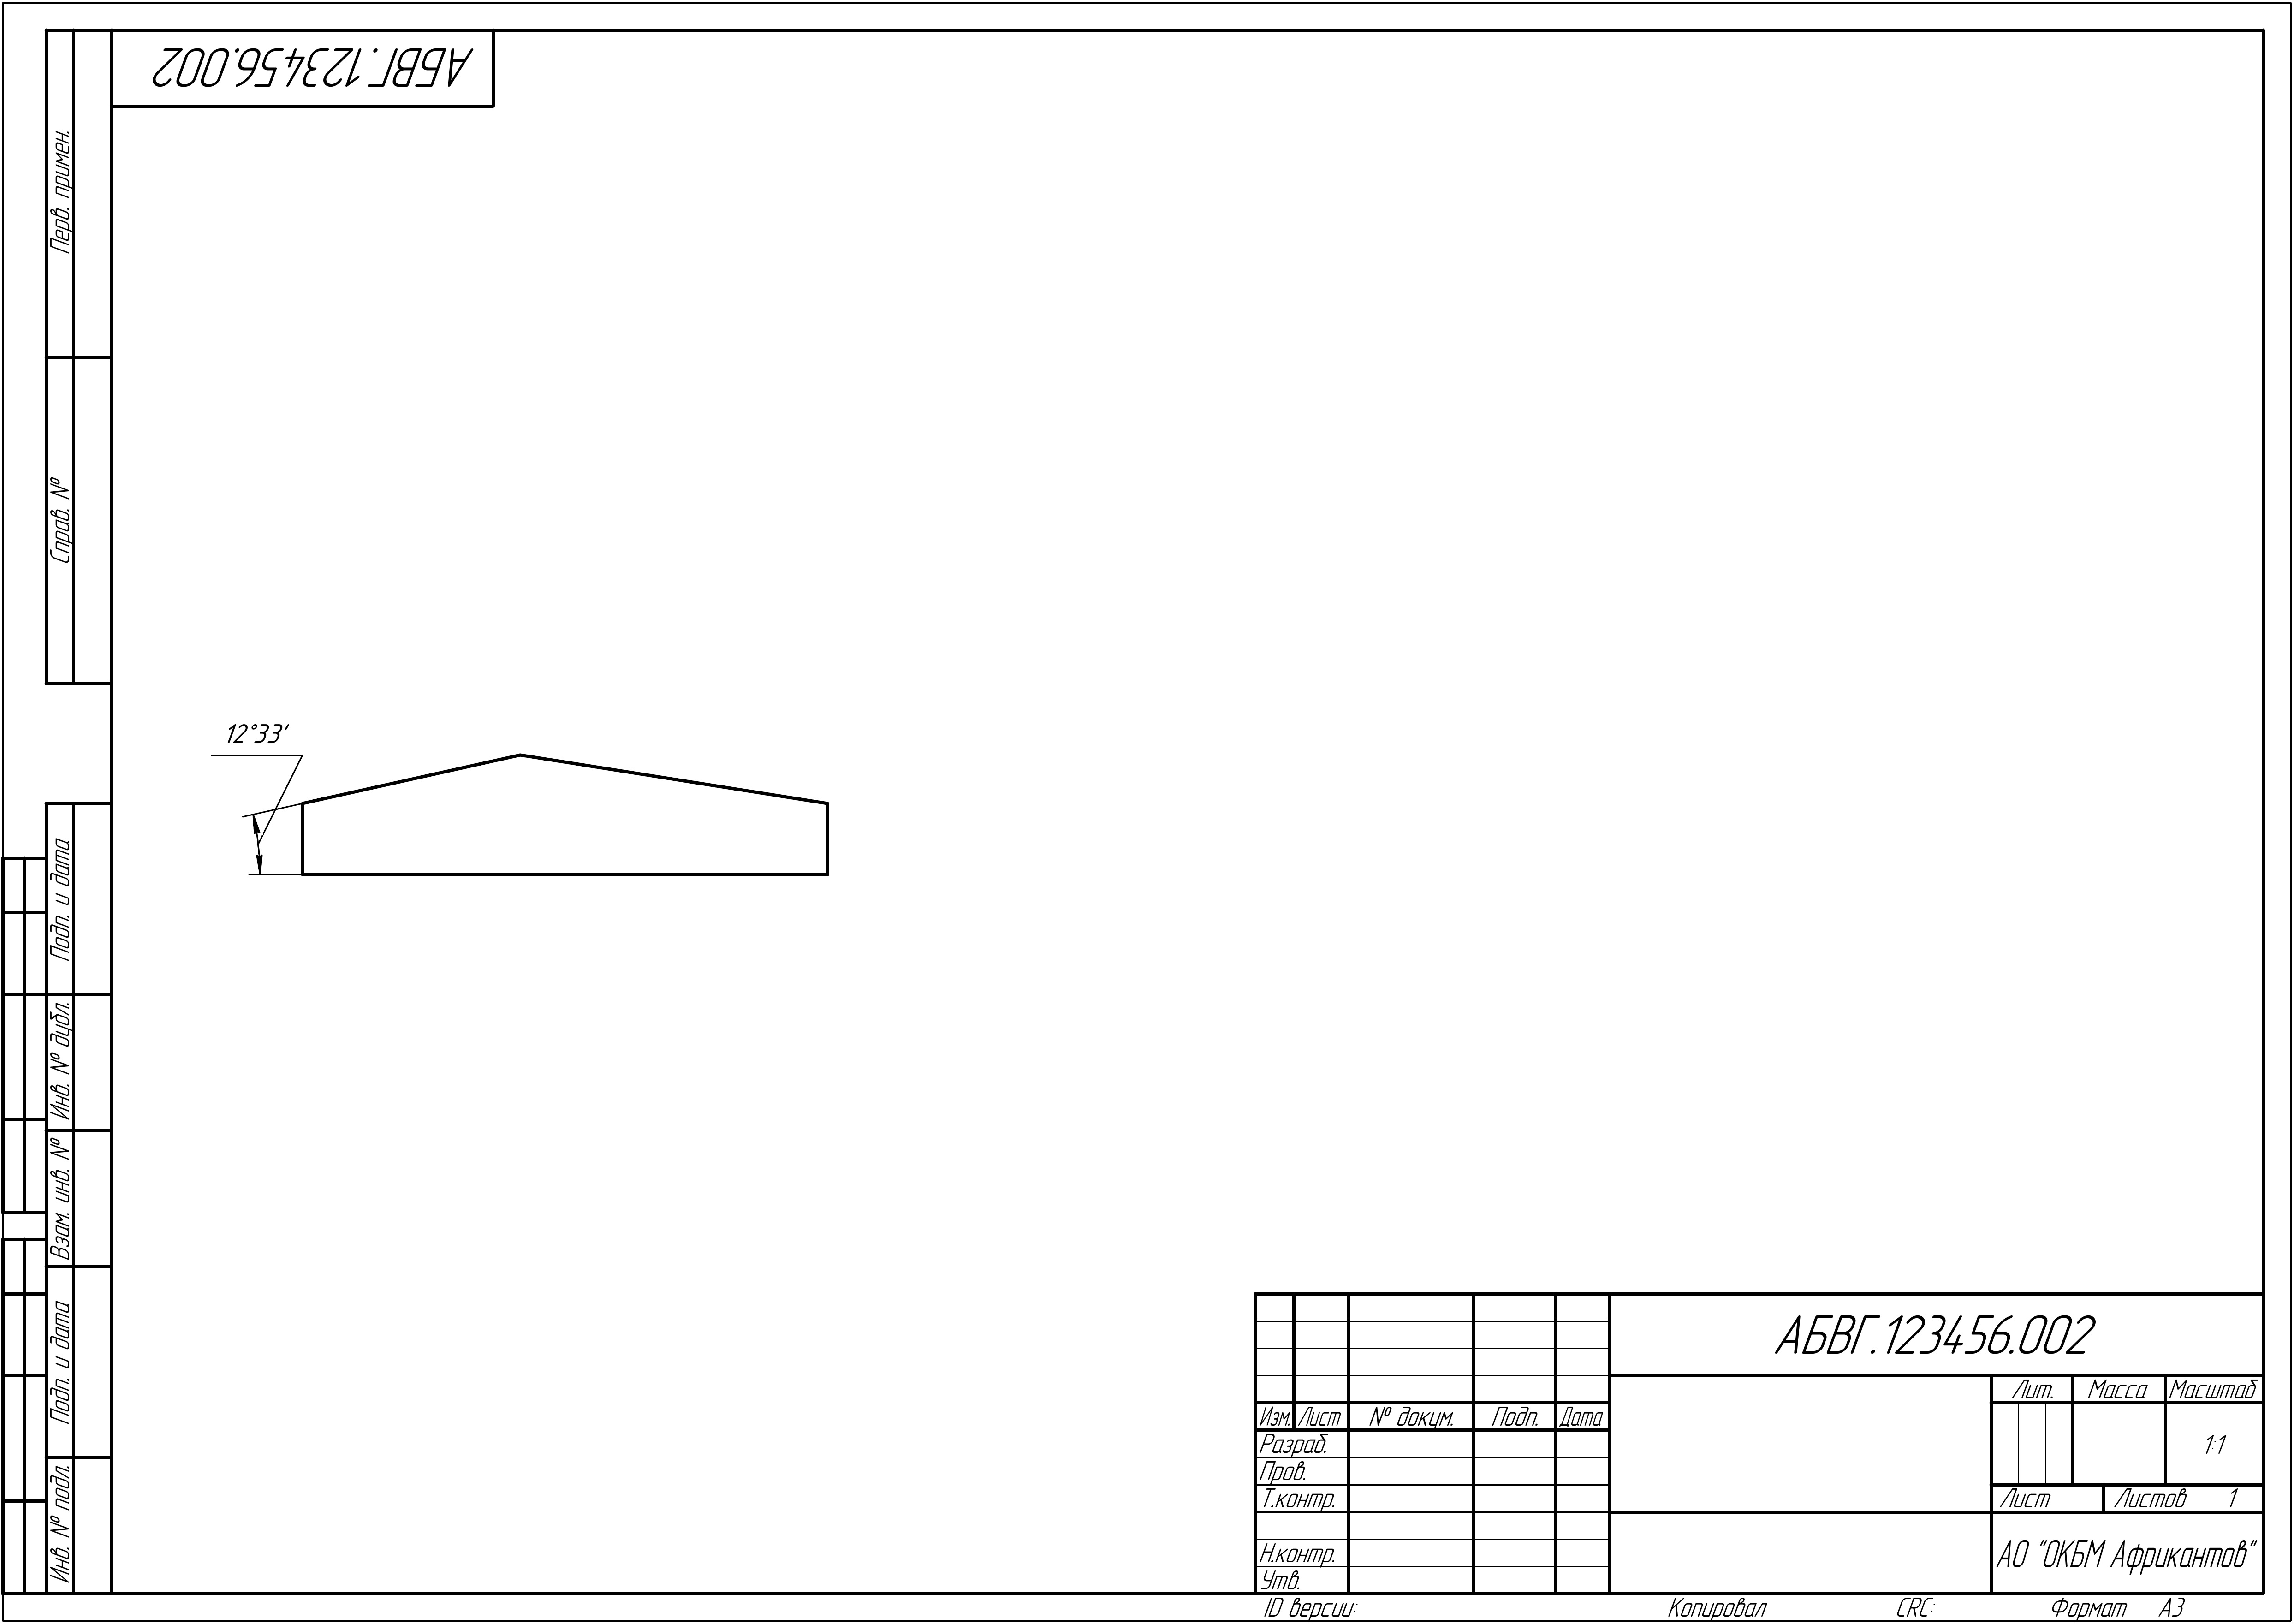 АБВГ.123456.002
Перв. примен.
Справ. №
12°33'
Подп. и дата
Инв. № дубл.
Взам. инв. №
Подп. и дата
Инв. № подл.
АБВГ.123456.002
Лит. Масса Масштаб
Изм. Лист № докум. Подп. Дата
Разраб.
1:1
Пров.
Т.контр.
Лист Листов 1
Н.контр.
АО "ОКБМ Африкантов"
Утв.
ID версии: Копировал CRC: Формат А3